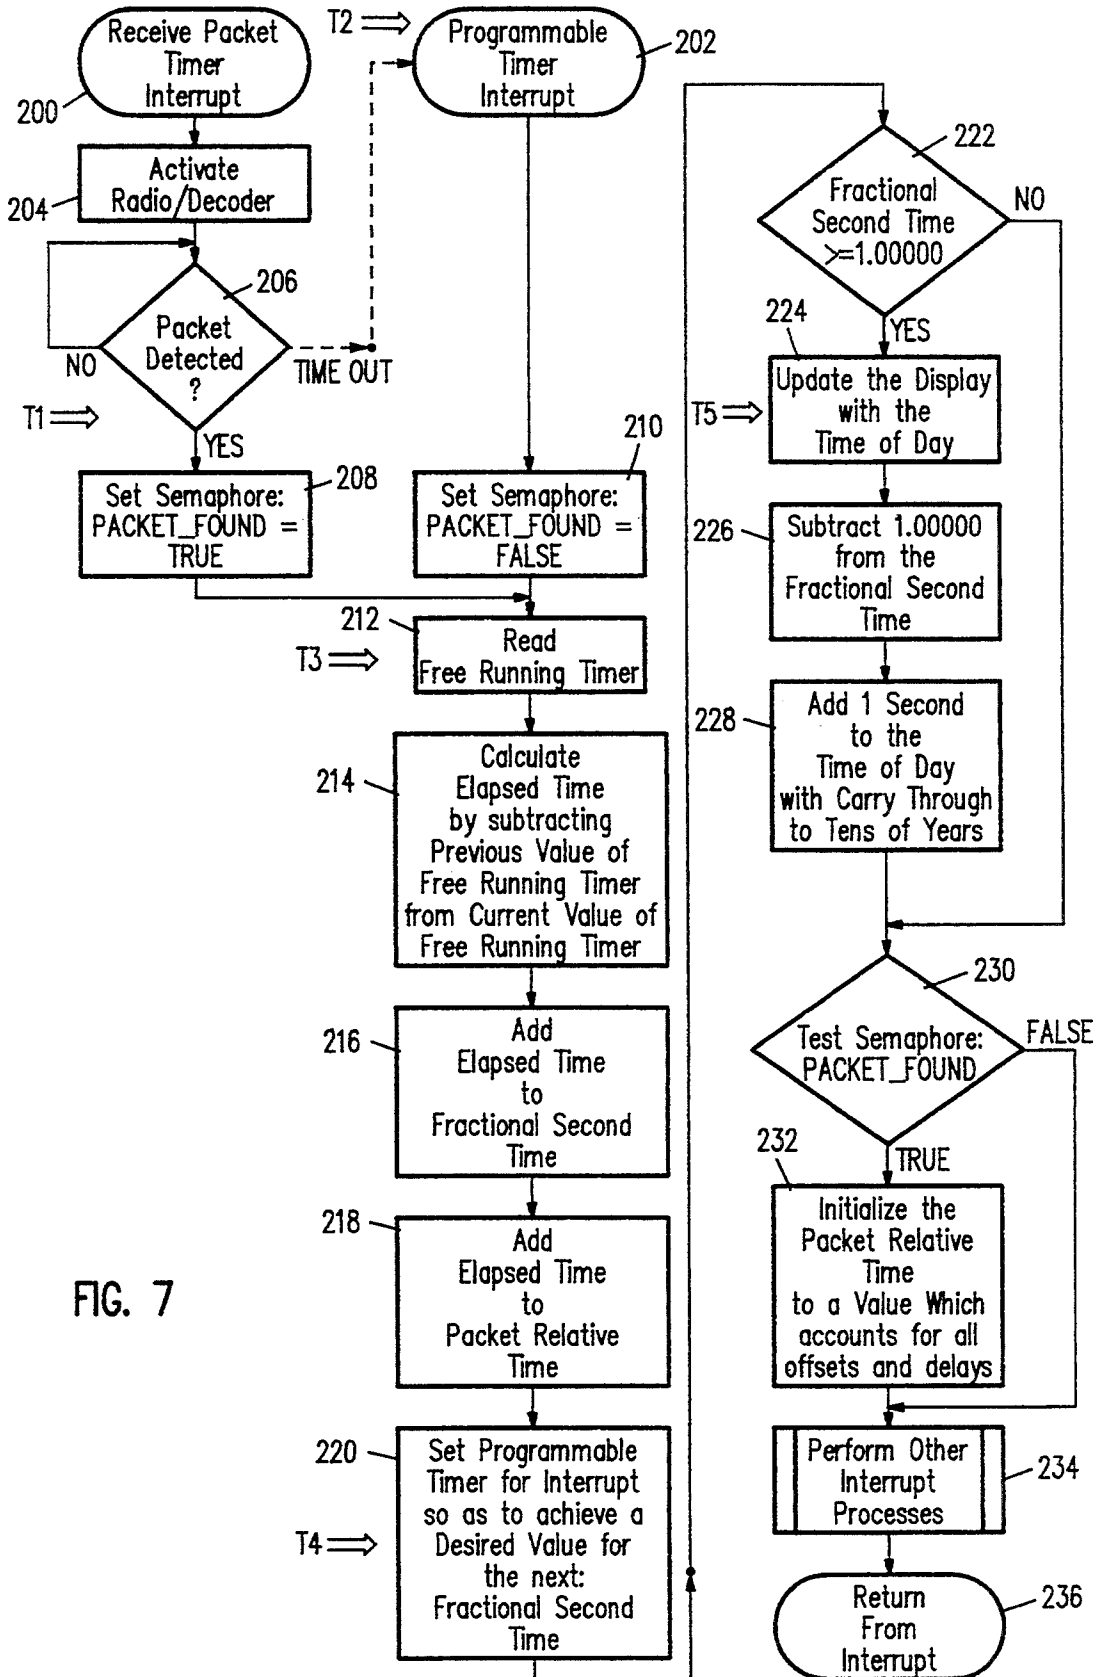 Receive Packet
Timer
Interrupt
200
T2
Programmable
Timer
Interrupt
202
Activate
Radio/Decoder
204
206
Packet
Detected
?
NO
TIME OUT
T1
YES
Set Semaphore:
PACKET_FOUND =
TRUE
208
210
Set Semaphore:
PACKET_FOUND =
FALSE
212
T3
Read
Free Running Timer
214
Calculate
Elapsed Time
by subtracting
Previous Value of
Free Running Timer
from Current Value of
Free Running Timer
216
Add
Elapsed Time
to
Fractional Second
Time
218
Add
Elapsed Time
to
Packet Relative
Time
FIG. 7
220
T4
Set Programmable
Timer for Interrupt
so as to achieve a
Desired Value for
the next:
Fractional Second
Time
222
Fractional
Second Time
>=1.00000
NO
YES
224
T5
Update the Display
with the
Time of Day
226
Subtract 1.00000
from the
Fractional Second
Time
228
Add 1 Second
to the
Time of Day
with Carry Through
to Tens of Years
230
Test Semaphore:
PACKET_FOUND
FALSE
TRUE
232
Initialize the
Packet Relative
Time
to a Value Which
accounts for all
offsets and delays
Perform Other
Interrupt
Processes
234
Return
From
Interrupt
236